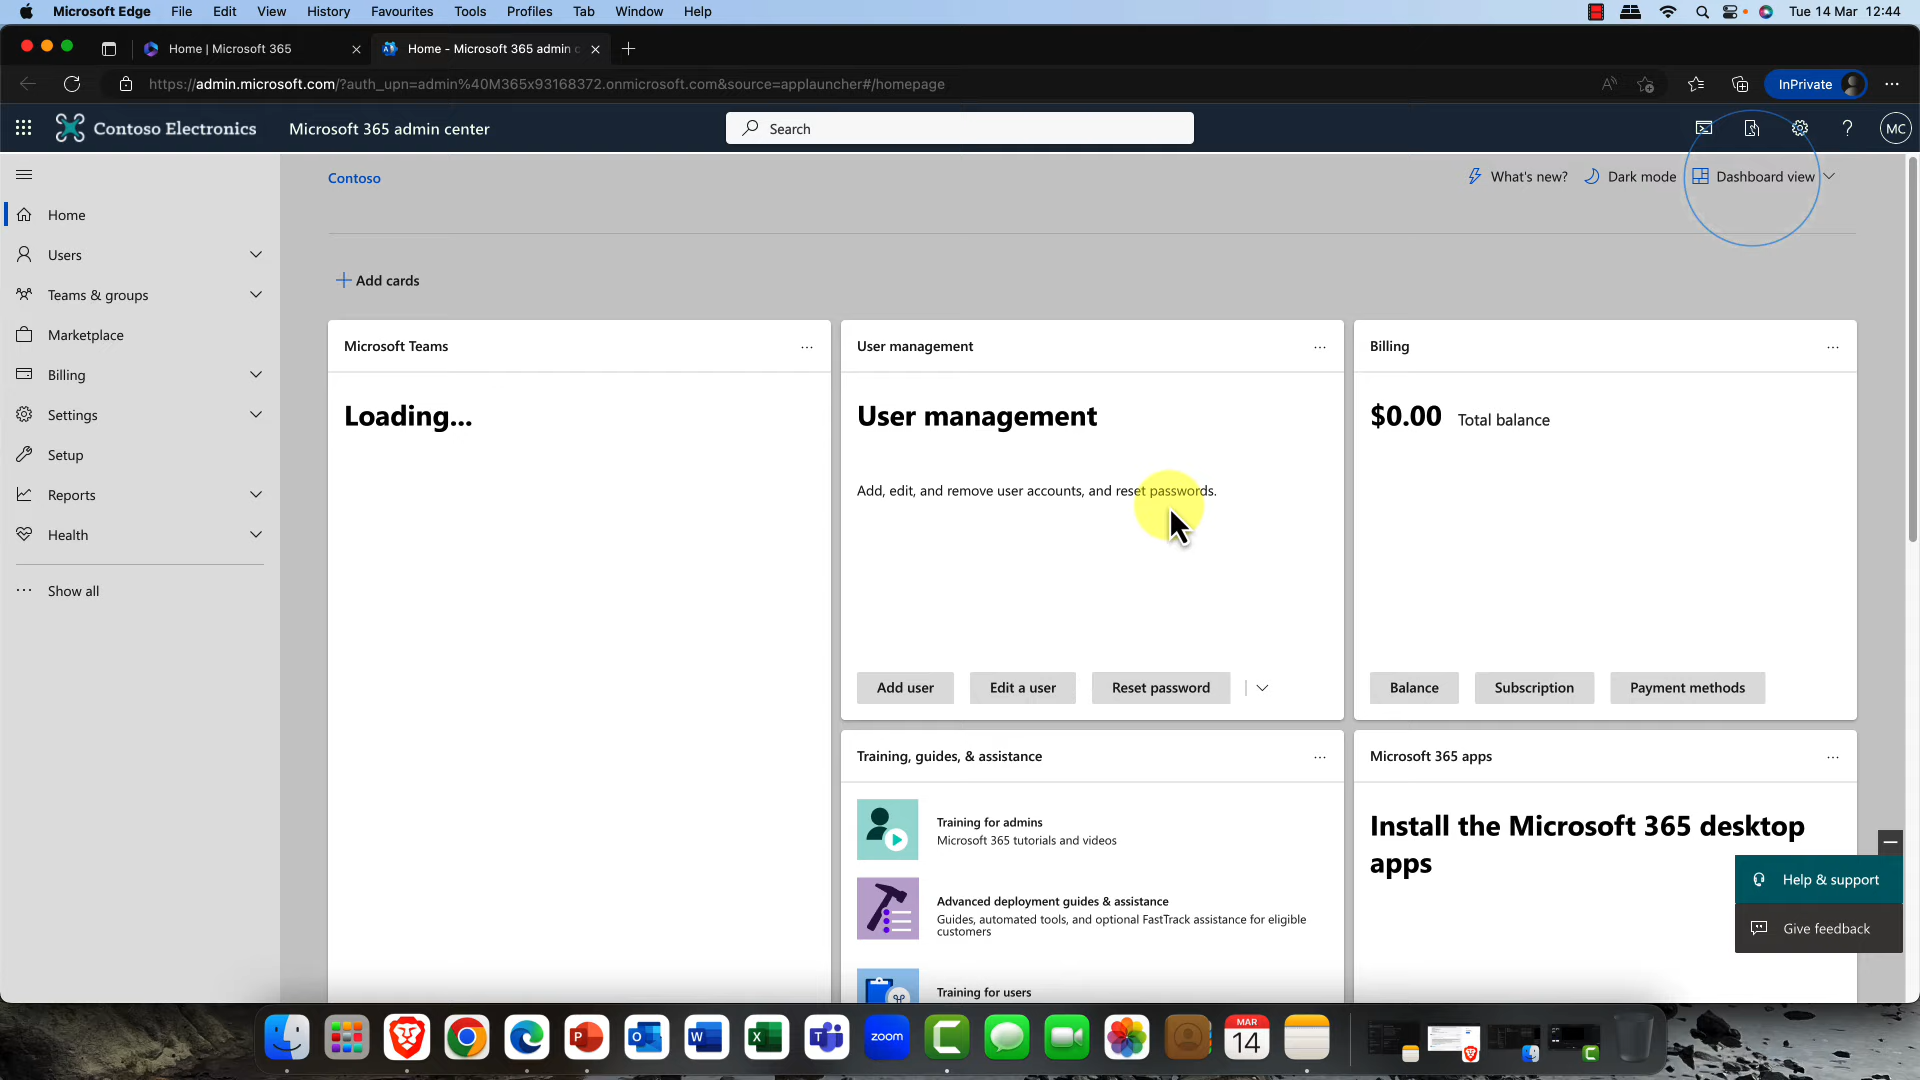 Microsoft Edge File Edit View History Favourites Tools Profiles Tab Window Help Tue 14 Mar 12:44
Home | Microsoft 365
Home - Microsoft 365 admin c
https://admin.microsoft.com/?auth_upn=admin%40M365x93168372.onmicrosoft.com&source=applauncher#/homepage
InPrivate
Contoso Electronics
Microsoft 365 admin center
Search
MC
Home
Users
Teams & groups
Marketplace
Billing
Settings
Setup
Reports
Health
Show all
Contoso
What's new?
Dark mode
Dashboard view
Add cards
Microsoft Teams
Loading...
User management
User management
Add, edit, and remove user accounts, and reset passwords.
Add user
Edit a user
Reset password
Billing
$0.00 Total balance
Balance
Subscription
Payment methods
Training, guides, & assistance
Training for admins
Microsoft 365 tutorials and videos
Advanced deployment guides & assistance
Guides, automated tools, and optional FastTrack assistance for eligible
customers
Training for users
Microsoft 365 apps
Install the Microsoft 365 desktop
apps
Help & support
Give feedback
zoom
MAR
14